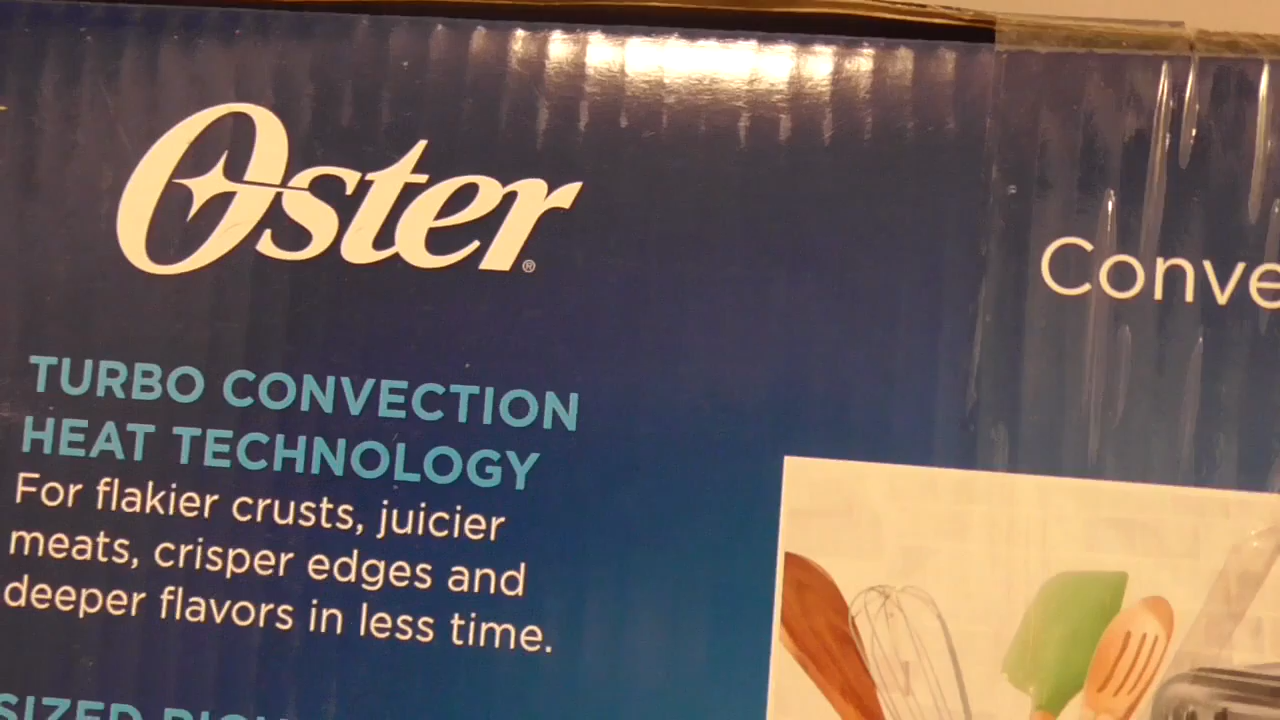 Oster®
Conve
TURBO CONVECTION
HEAT TECHNOLOGY
For flakier crusts, juicier
meats, crisper edges and
deeper flavors in less time.
SIZED